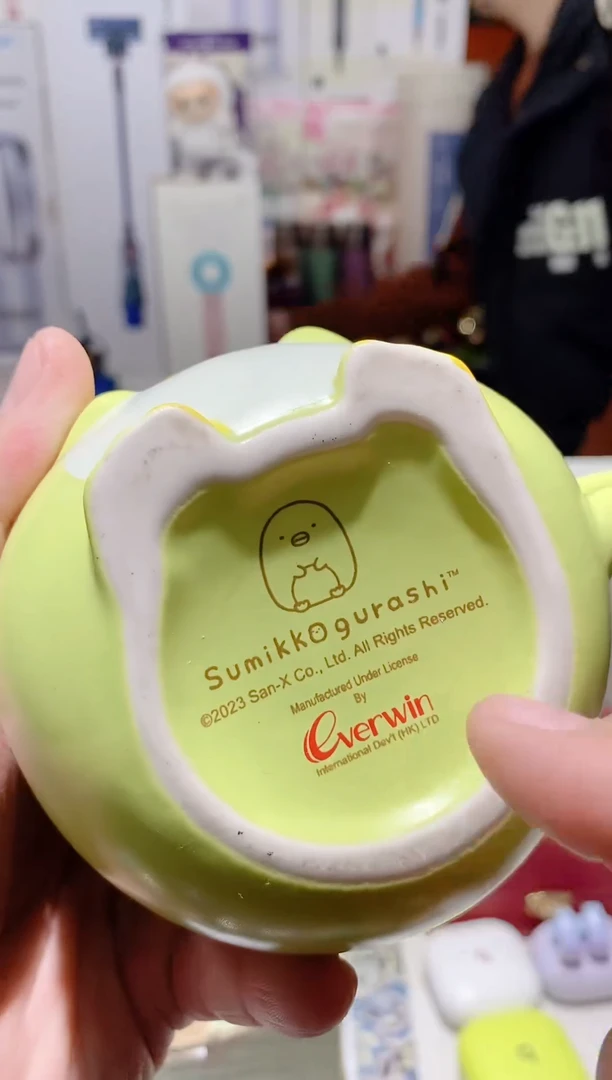 Sumikkogurashi™
©2023 San-X Co., Ltd. All Rights Reserved.
Manufactured Under License
By
Everwin
International Dev't (HK) LTD